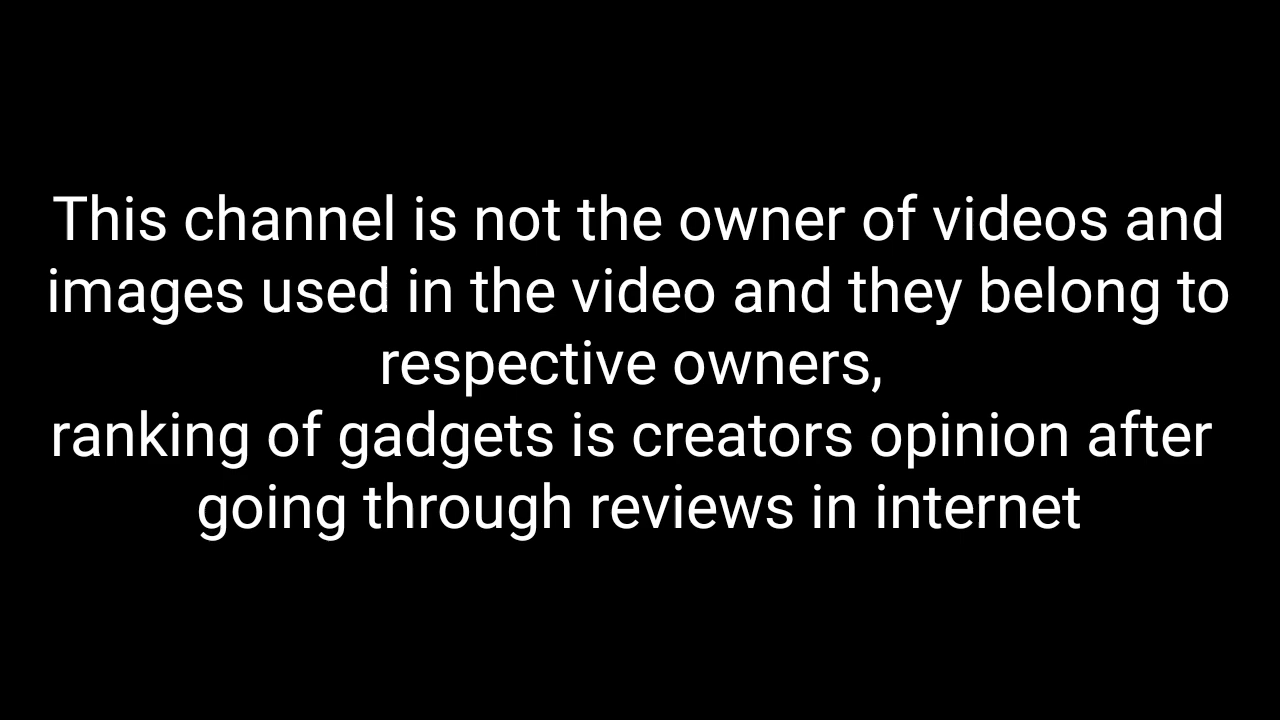 This channel is not the owner of videos and
images used in the video and they belong to
respective owners,
ranking of gadgets is creators opinion after
going through reviews in internet